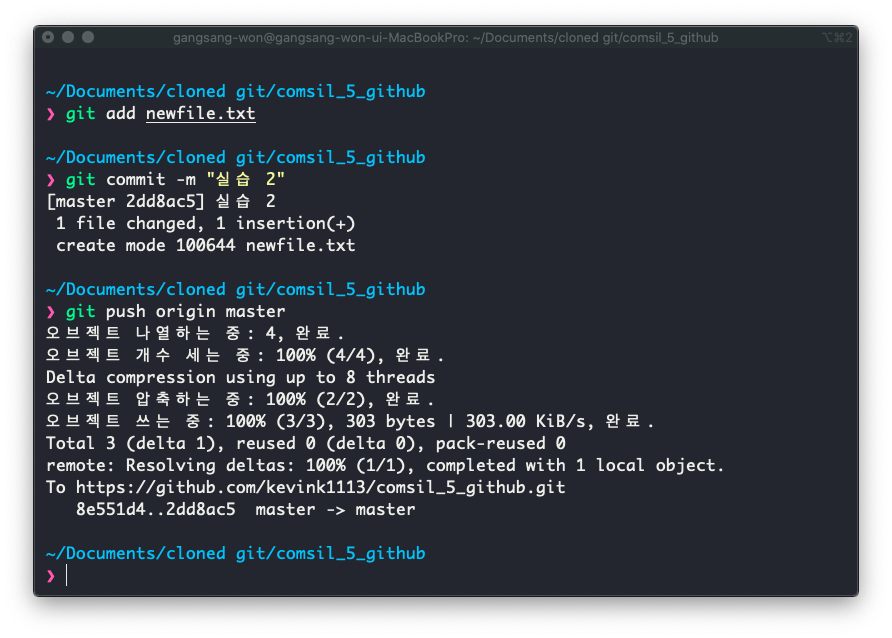 gangsang-won@gangsang-won-ui-MacBookPro: ~/Documents/cloned git/comsil_5_github ⌥⌘2
~/Documents/cloned git/comsil_5_github
❯ git add newfile.txt
~/Documents/cloned git/comsil_5_github
❯ git commit -m "실습 2"
[master 2dd8ac5] 실습 2
 1 file changed, 1 insertion(+)
 create mode 100644 newfile.txt
~/Documents/cloned git/comsil_5_github
❯ git push origin master
오브젝트 나열하는 중: 4, 완료.
오브젝트 개수 세는 중: 100% (4/4), 완료.
Delta compression using up to 8 threads
오브젝트 압축하는 중: 100% (2/2), 완료.
오브젝트 쓰는 중: 100% (3/3), 303 bytes | 303.00 KiB/s, 완료.
Total 3 (delta 1), reused 0 (delta 0), pack-reused 0
remote: Resolving deltas: 100% (1/1), completed with 1 local object.
To https://github.com/kevink1113/comsil_5_github.git
   8e551d4..2dd8ac5  master -> master
~/Documents/cloned git/comsil_5_github
❯